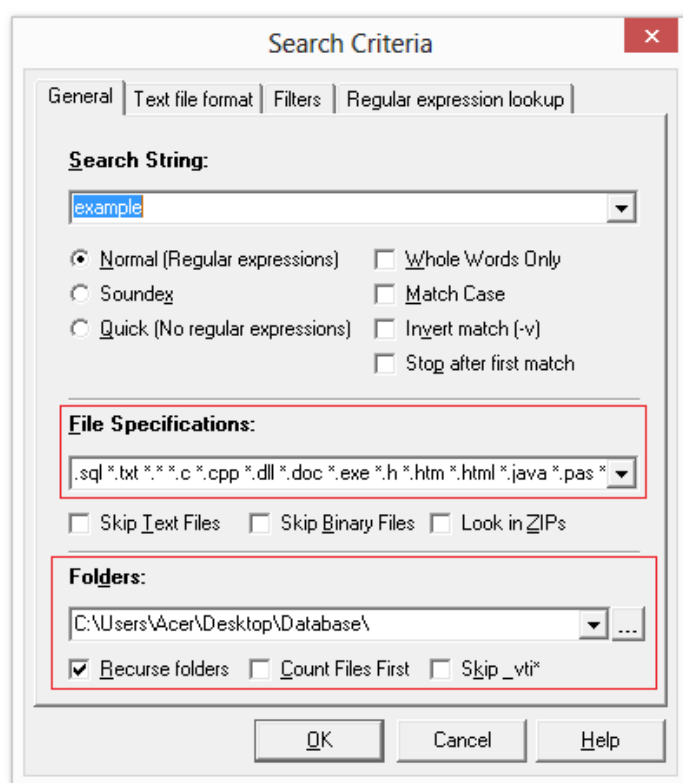 Search Criteria
General Text file format Filters Regular expression lookup
Search String:
example
Normal (Regular expressions) Whole Words Only
Soundex Match Case
Quick (No regular expressions) Invert match (-v)
Stop after first match
File Specifications:
.sql *.txt *.* *.c *.cpp *.dll *.doc *.exe *.h *.htm *.html *.java *.pas *
Skip Text Files Skip Binary Files Look in ZIPs
Folders:
C:\Users\Acer\Desktop\Database\ ...
Recurse folders Count Files First Skip _vti*
OK Cancel Help